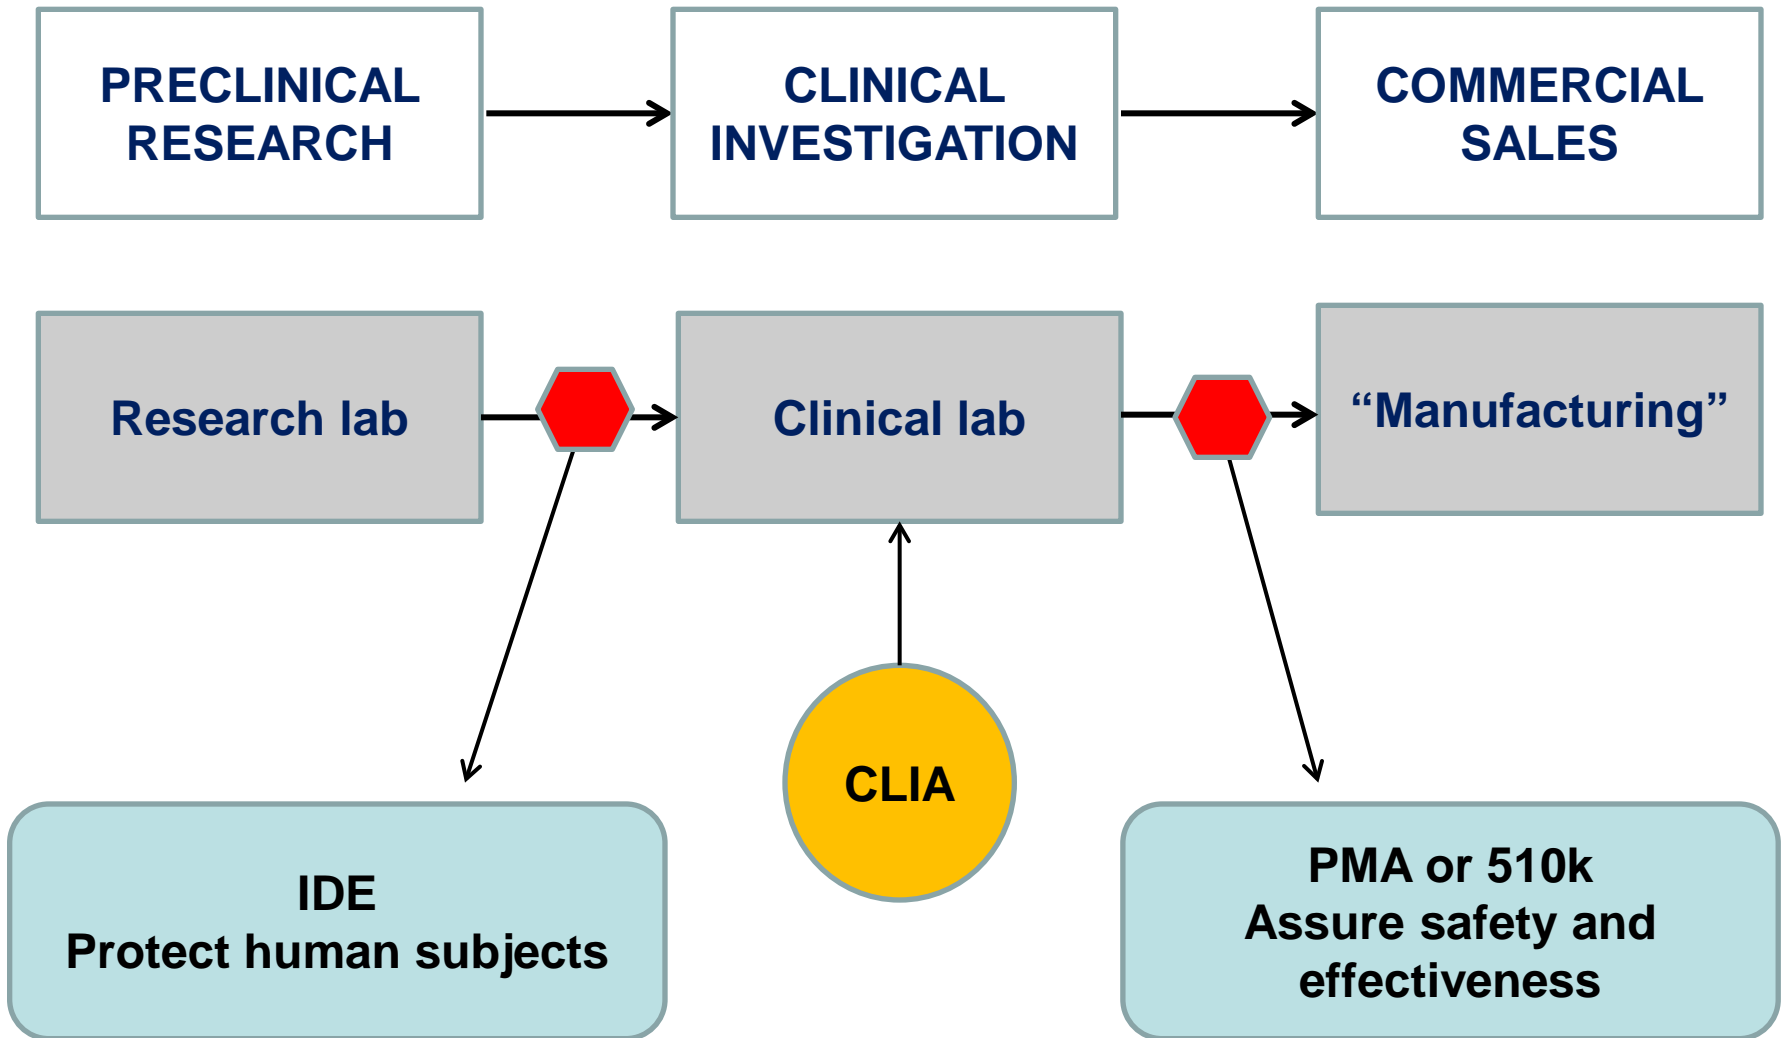 PRECLINICAL
RESEARCH
CLINICAL
INVESTIGATION
COMMERCIAL
SALES
Research lab
Clinical lab
“Manufacturing”
CLIA
IDE
Protect human subjects
PMA or 510k
Assure safety and
effectiveness